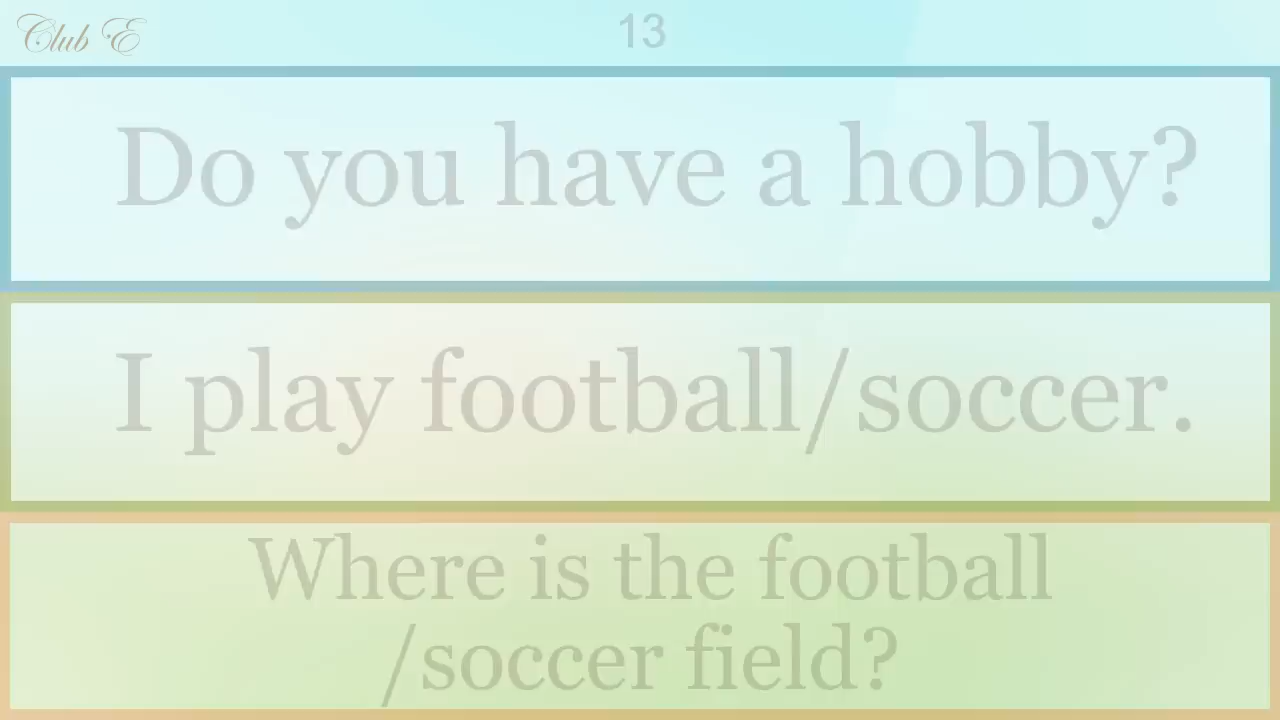 Club E
13
Do you have a hobby?
I play football/soccer.
Where is the football
/soccer field?